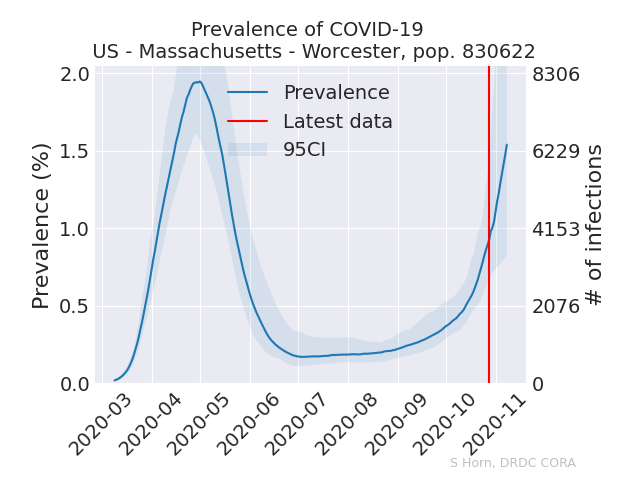 Prevalence of COVID-19
US - Massachusetts - Worcester, pop. 830622
Prevalence (%)
2.0
1.5
1.0
0.5
0.0
Prevalence
Latest data
95CI
8306
6229
4153
2076
0
# of infections
2020-03
2020-04
2020-05
2020-06
2020-07
2020-08
2020-09
2020-10
2020-11
S Horn, DRDC CORA